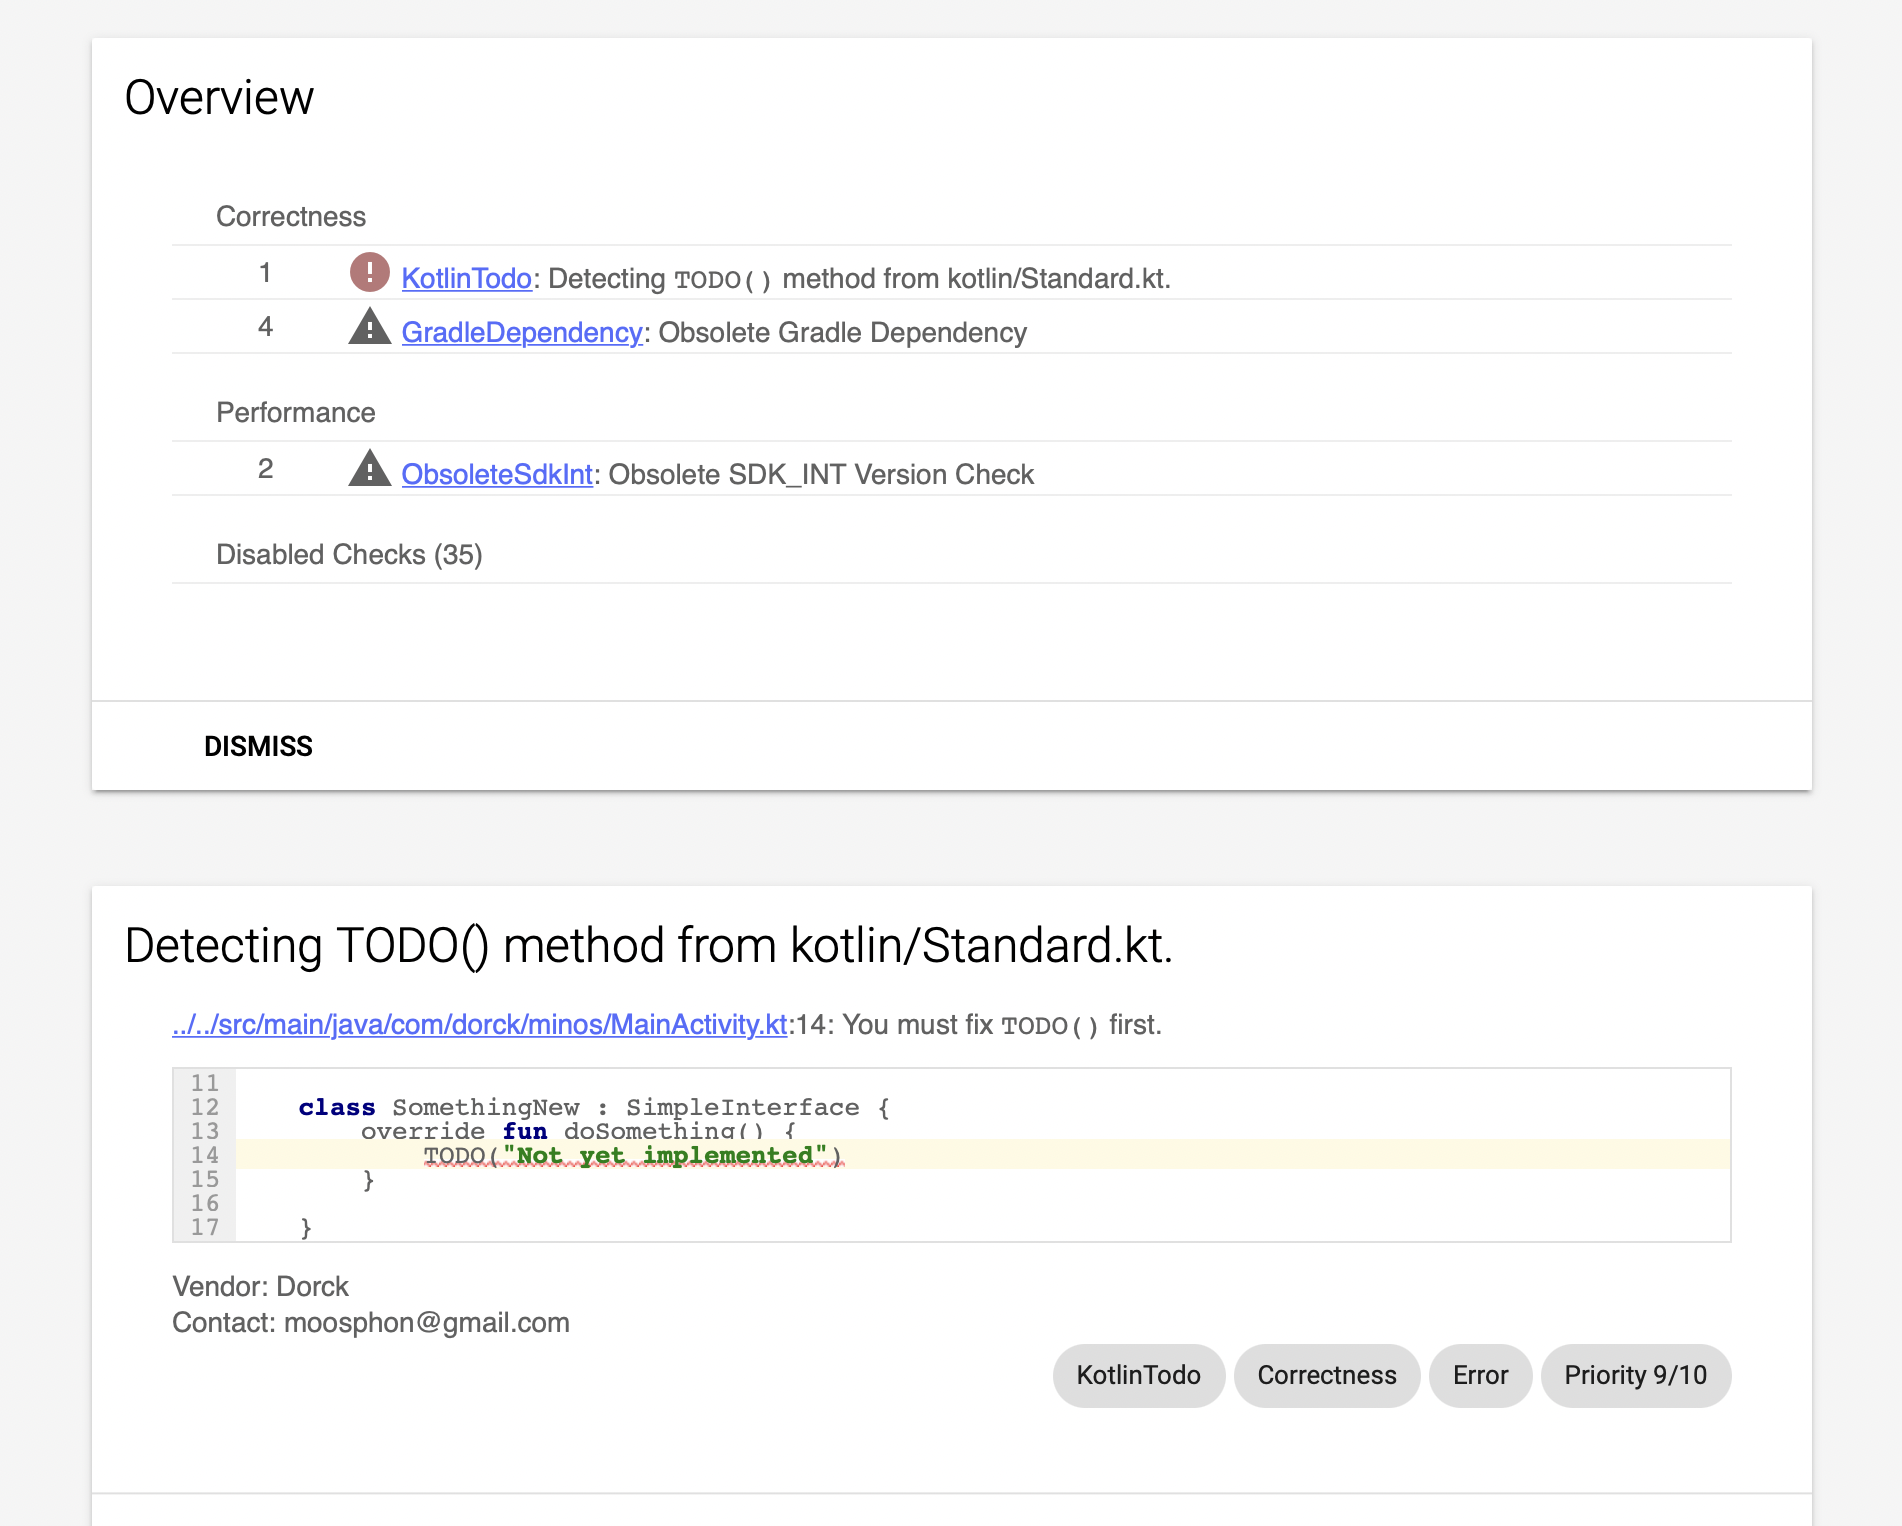 Overview
Correctness
1 KotlinTodo: Detecting TODO() method from kotlin/Standard.kt.
4 GradleDependency: Obsolete Gradle Dependency
Performance
2 ObsoleteSdkInt: Obsolete SDK_INT Version Check
Disabled Checks (35)
DISMISS
Detecting TODO() method from kotlin/Standard.kt.
../../src/main/java/com/dorck/minos/MainActivity.kt:14: You must fix TODO() first.
11
12     class SomethingNew : SimpleInterface {
13         override fun doSomething() {
14             TODO("Not yet implemented")
15         }
16
17     }
Vendor: Dorck
Contact: moosphon@gmail.com
KotlinTodo Correctness Error Priority 9/10